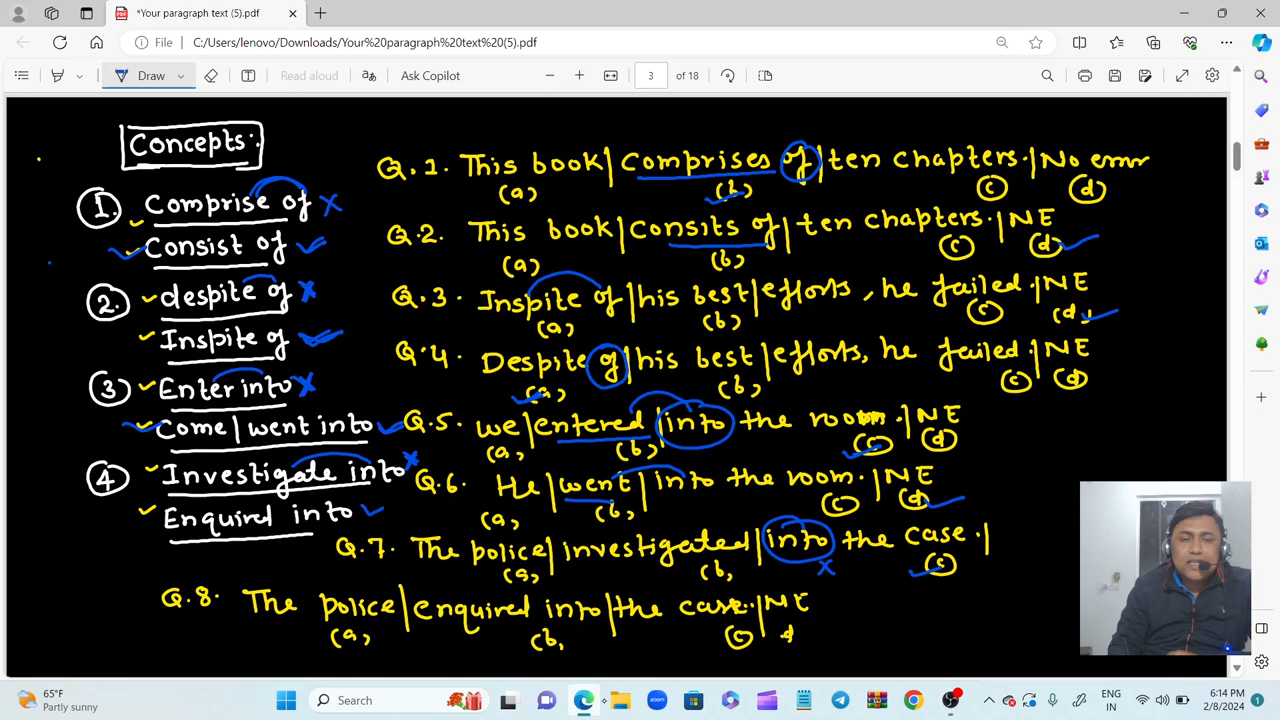 *Your paragraph text (5).pdf
File
C:/Users/lenovo/Downloads/Your%20paragraph%20text%20(5).pdf
Draw
Read aloud
Ask Copilot
3 of 18
Concepts:
1. Comprise of x
Consist of
2. despite of x
Inspite of
3 Enter into x
Come|went into
4 Investigate into x
Enquired into
Q.1. This book| Comprises of|ten chapters.|No error
(a) (b) (c) (d)
Q.2. This book|Consits of|ten chapters.|NE
(a) (b) (c) (d)
Q.3. Inspite of|his best|efforts, he failed.|NE
(a) (b) (c) (d)
Q.4. Despite of|his best|efforts, he failed.|NE
(a) (b) (c) (d)
Q.5. we|entered|into the room.|NE
(a) (b) (c) (d)
Q.6. He|went|into the room.|NE
(a) (b) (c) (d)
Q.7. The police|investigated|into the case.|
(a) (b) x (c)
Q.8. The police|enquired into|the case.|NE
(a) (b) (c) d
65°F
Partly sunny
Search
zoom
ENG
IN
6:14 PM
2/8/2024
1